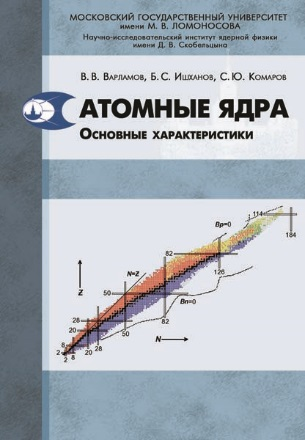 МОСКОВСКИЙ ГОСУДАРСТВЕННЫЙ УНИВЕРСИТЕТ
имени М. В. ЛОМОНОСОВА
Научно-исследовательский институт ядерной физики
имени Д. В. Скобельцына
В. В. Варламов, Б. С. Ишханов, С. Ю. Комаров
АТОМНЫЕ ЯДРА
Основные характеристики
114
Bp=0
184
82
N=Z
126
Z
50
Bn=0
82
28
20
50
N
8
28
2
20
2 8